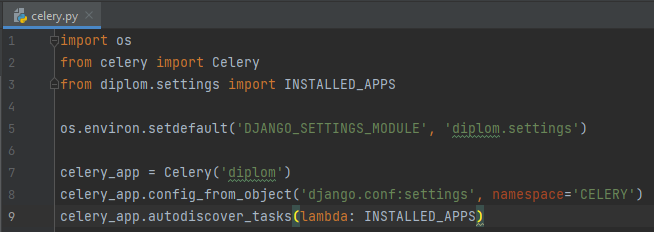 celery.py
1 import os
2 from celery import Celery
3 from diplom.settings import INSTALLED_APPS
4
5 os.environ.setdefault('DJANGO_SETTINGS_MODULE', 'diplom.settings')
6
7 celery_app = Celery('diplom')
8 celery_app.config_from_object('django.conf:settings', namespace='CELERY')
9 celery_app.autodiscover_tasks(lambda: INSTALLED_APPS)